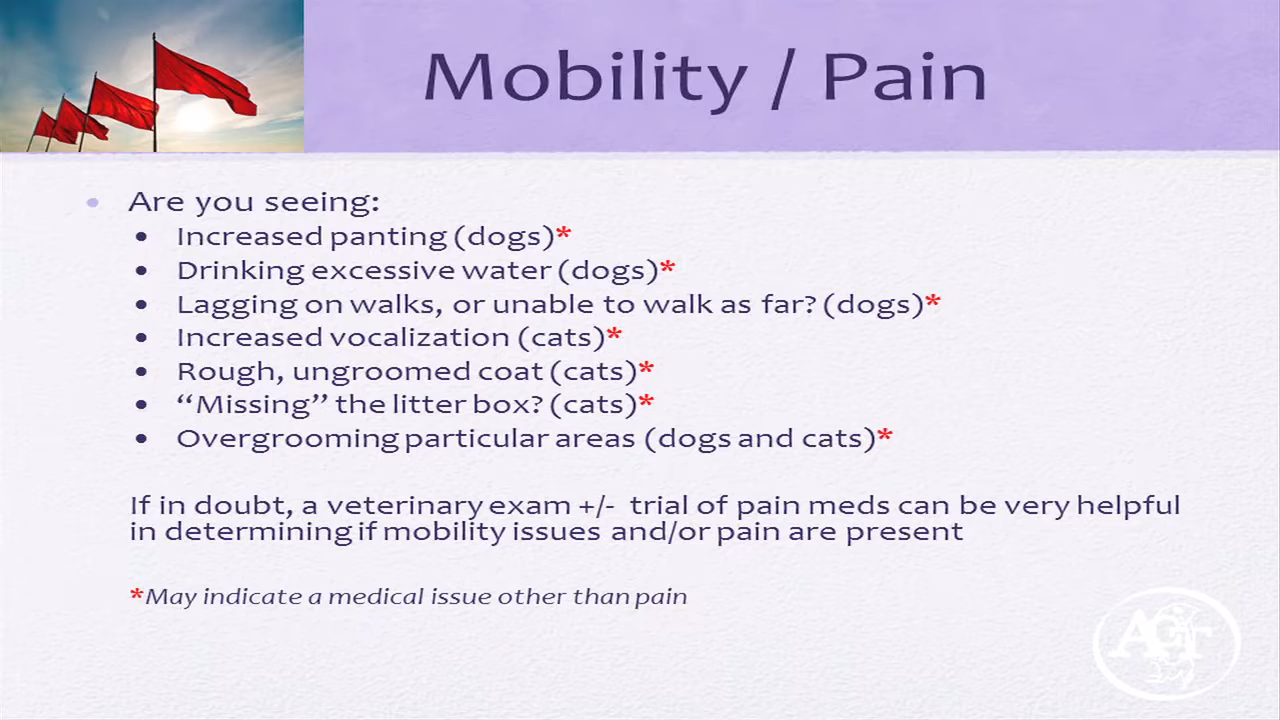 Mobility / Pain
• Are you seeing:
• Increased panting (dogs)*
• Drinking excessive water (dogs)*
• Lagging on walks, or unable to walk as far? (dogs)*
• Increased vocalization (cats)*
• Rough, ungroomed coat (cats)*
• “Missing” the litter box? (cats)*
• Overgrooming particular areas (dogs and cats)*
If in doubt, a veterinary exam +/- trial of pain meds can be very helpful
in determining if mobility issues and/or pain are present
*May indicate a medical issue other than pain